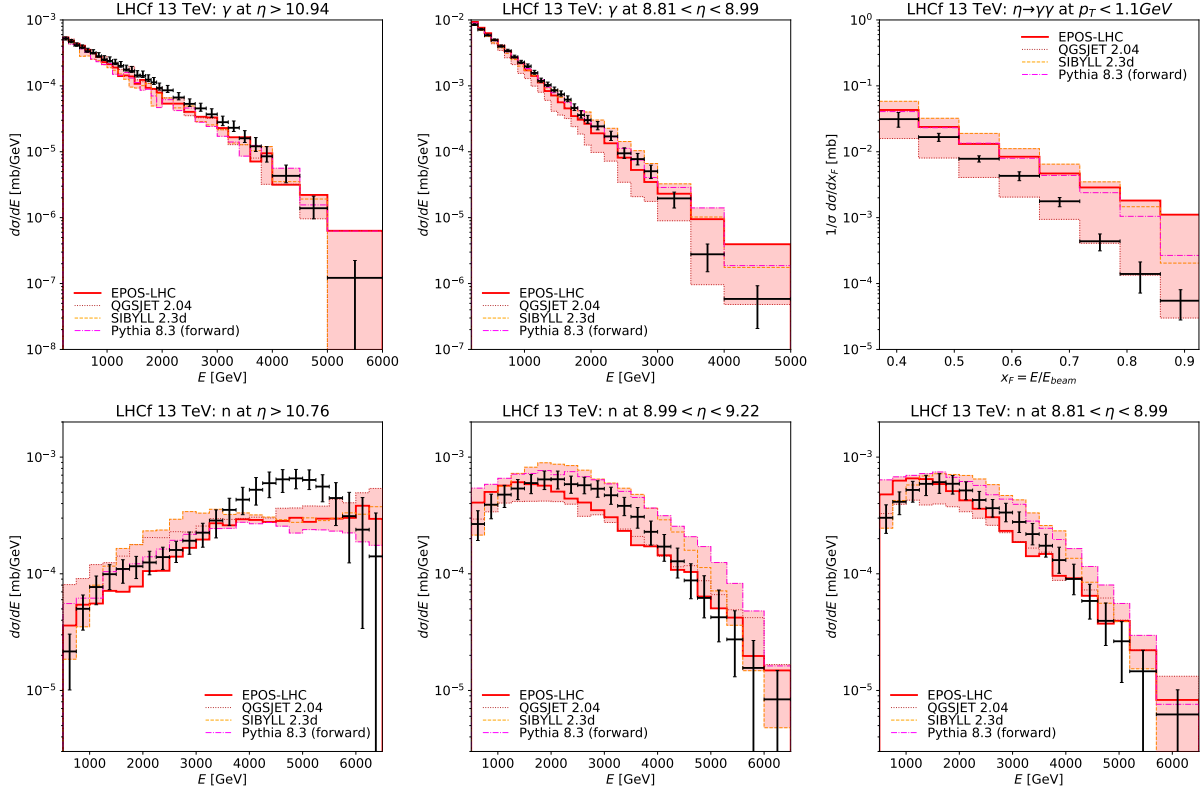 LHCf 13 TeV: γ at η > 10.94
10⁻³
10⁻⁴
10⁻⁵
10⁻⁶
10⁻⁷
10⁻⁸
dσ/dE [mb/GeV]
EPOS-LHC
QGSJET 2.04
SIBYLL 2.3d
Pythia 8.3 (forward)
1000 2000 3000 4000 5000 6000
E [GeV]
LHCf 13 TeV: γ at 8.81 < η < 8.99
10⁻²
10⁻³
10⁻⁴
10⁻⁵
10⁻⁶
10⁻⁷
dσ/dE [mb/GeV]
EPOS-LHC
QGSJET 2.04
SIBYLL 2.3d
Pythia 8.3 (forward)
1000 2000 3000 4000 5000
E [GeV]
LHCf 13 TeV: η→γγ at p_T < 1.1GeV
EPOS-LHC
QGSJET 2.04
SIBYLL 2.3d
Pythia 8.3 (forward)
10⁰
10⁻¹
10⁻²
10⁻³
10⁻⁴
10⁻⁵
1/σ dσ/dx_F [mb]
0.4 0.5 0.6 0.7 0.8 0.9
x_F = E/E_beam
LHCf 13 TeV: n at η > 10.76
10⁻³
10⁻⁴
10⁻⁵
dσ/dE [mb/GeV]
EPOS-LHC
QGSJET 2.04
SIBYLL 2.3d
Pythia 8.3 (forward)
1000 2000 3000 4000 5000 6000
E [GeV]
LHCf 13 TeV: n at 8.99 < η < 9.22
10⁻³
10⁻⁴
10⁻⁵
dσ/dE [mb/GeV]
EPOS-LHC
QGSJET 2.04
SIBYLL 2.3d
Pythia 8.3 (forward)
1000 2000 3000 4000 5000 6000
E [GeV]
LHCf 13 TeV: n at 8.81 < η < 8.99
10⁻³
10⁻⁴
10⁻⁵
dσ/dE [mb/GeV]
EPOS-LHC
QGSJET 2.04
SIBYLL 2.3d
Pythia 8.3 (forward)
1000 2000 3000 4000 5000 6000
E [GeV]